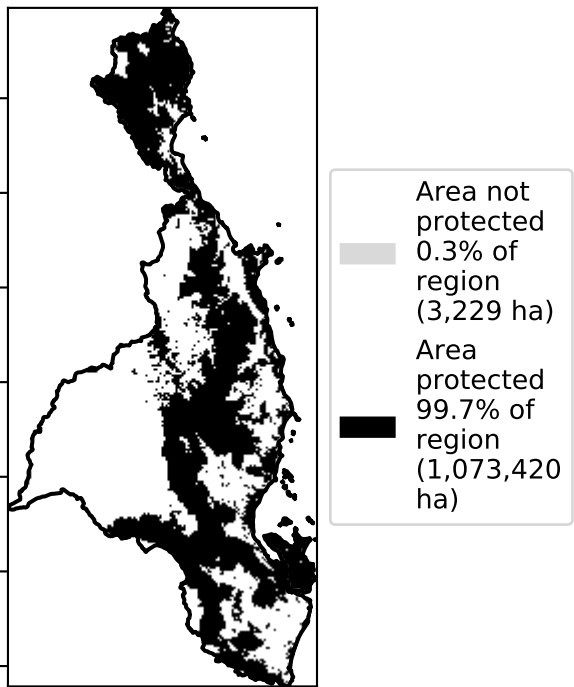 Area not
protected
0.3% of
region
(3,229 ha)
Area
protected
99.7% of
region
(1,073,420
ha)